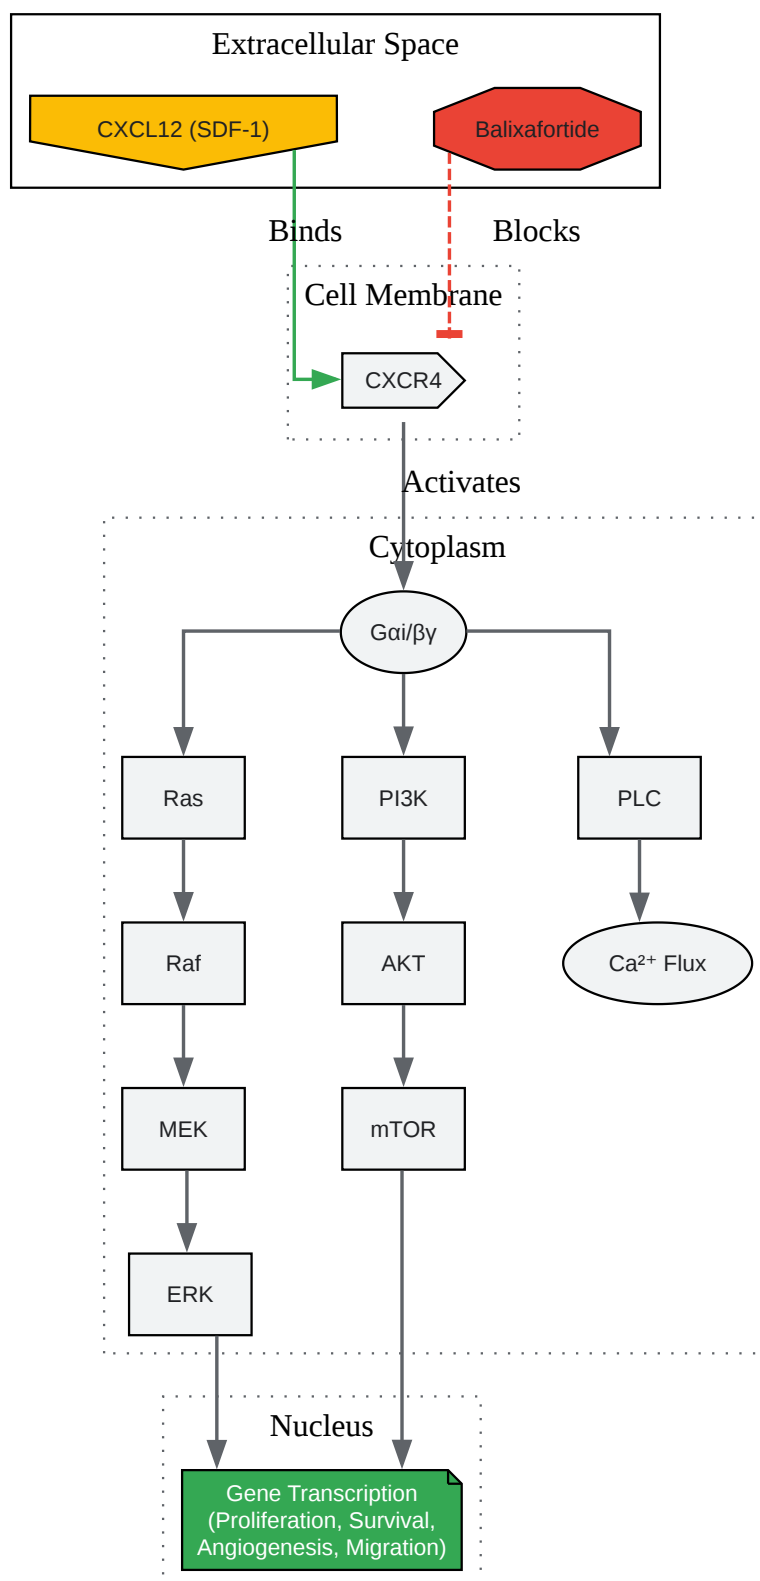 Extracellular Space
CXCL12 (SDF-1)
Balixafortide
Binds
Blocks
Cell Membrane
CXCR4
Activates
Cytoplasm
Gαi/βγ
Ras
PI3K
PLC
Raf
AKT
Ca²⁺ Flux
MEK
mTOR
ERK
Nucleus
Gene Transcription
(Proliferation, Survival,
Angiogenesis, Migration)